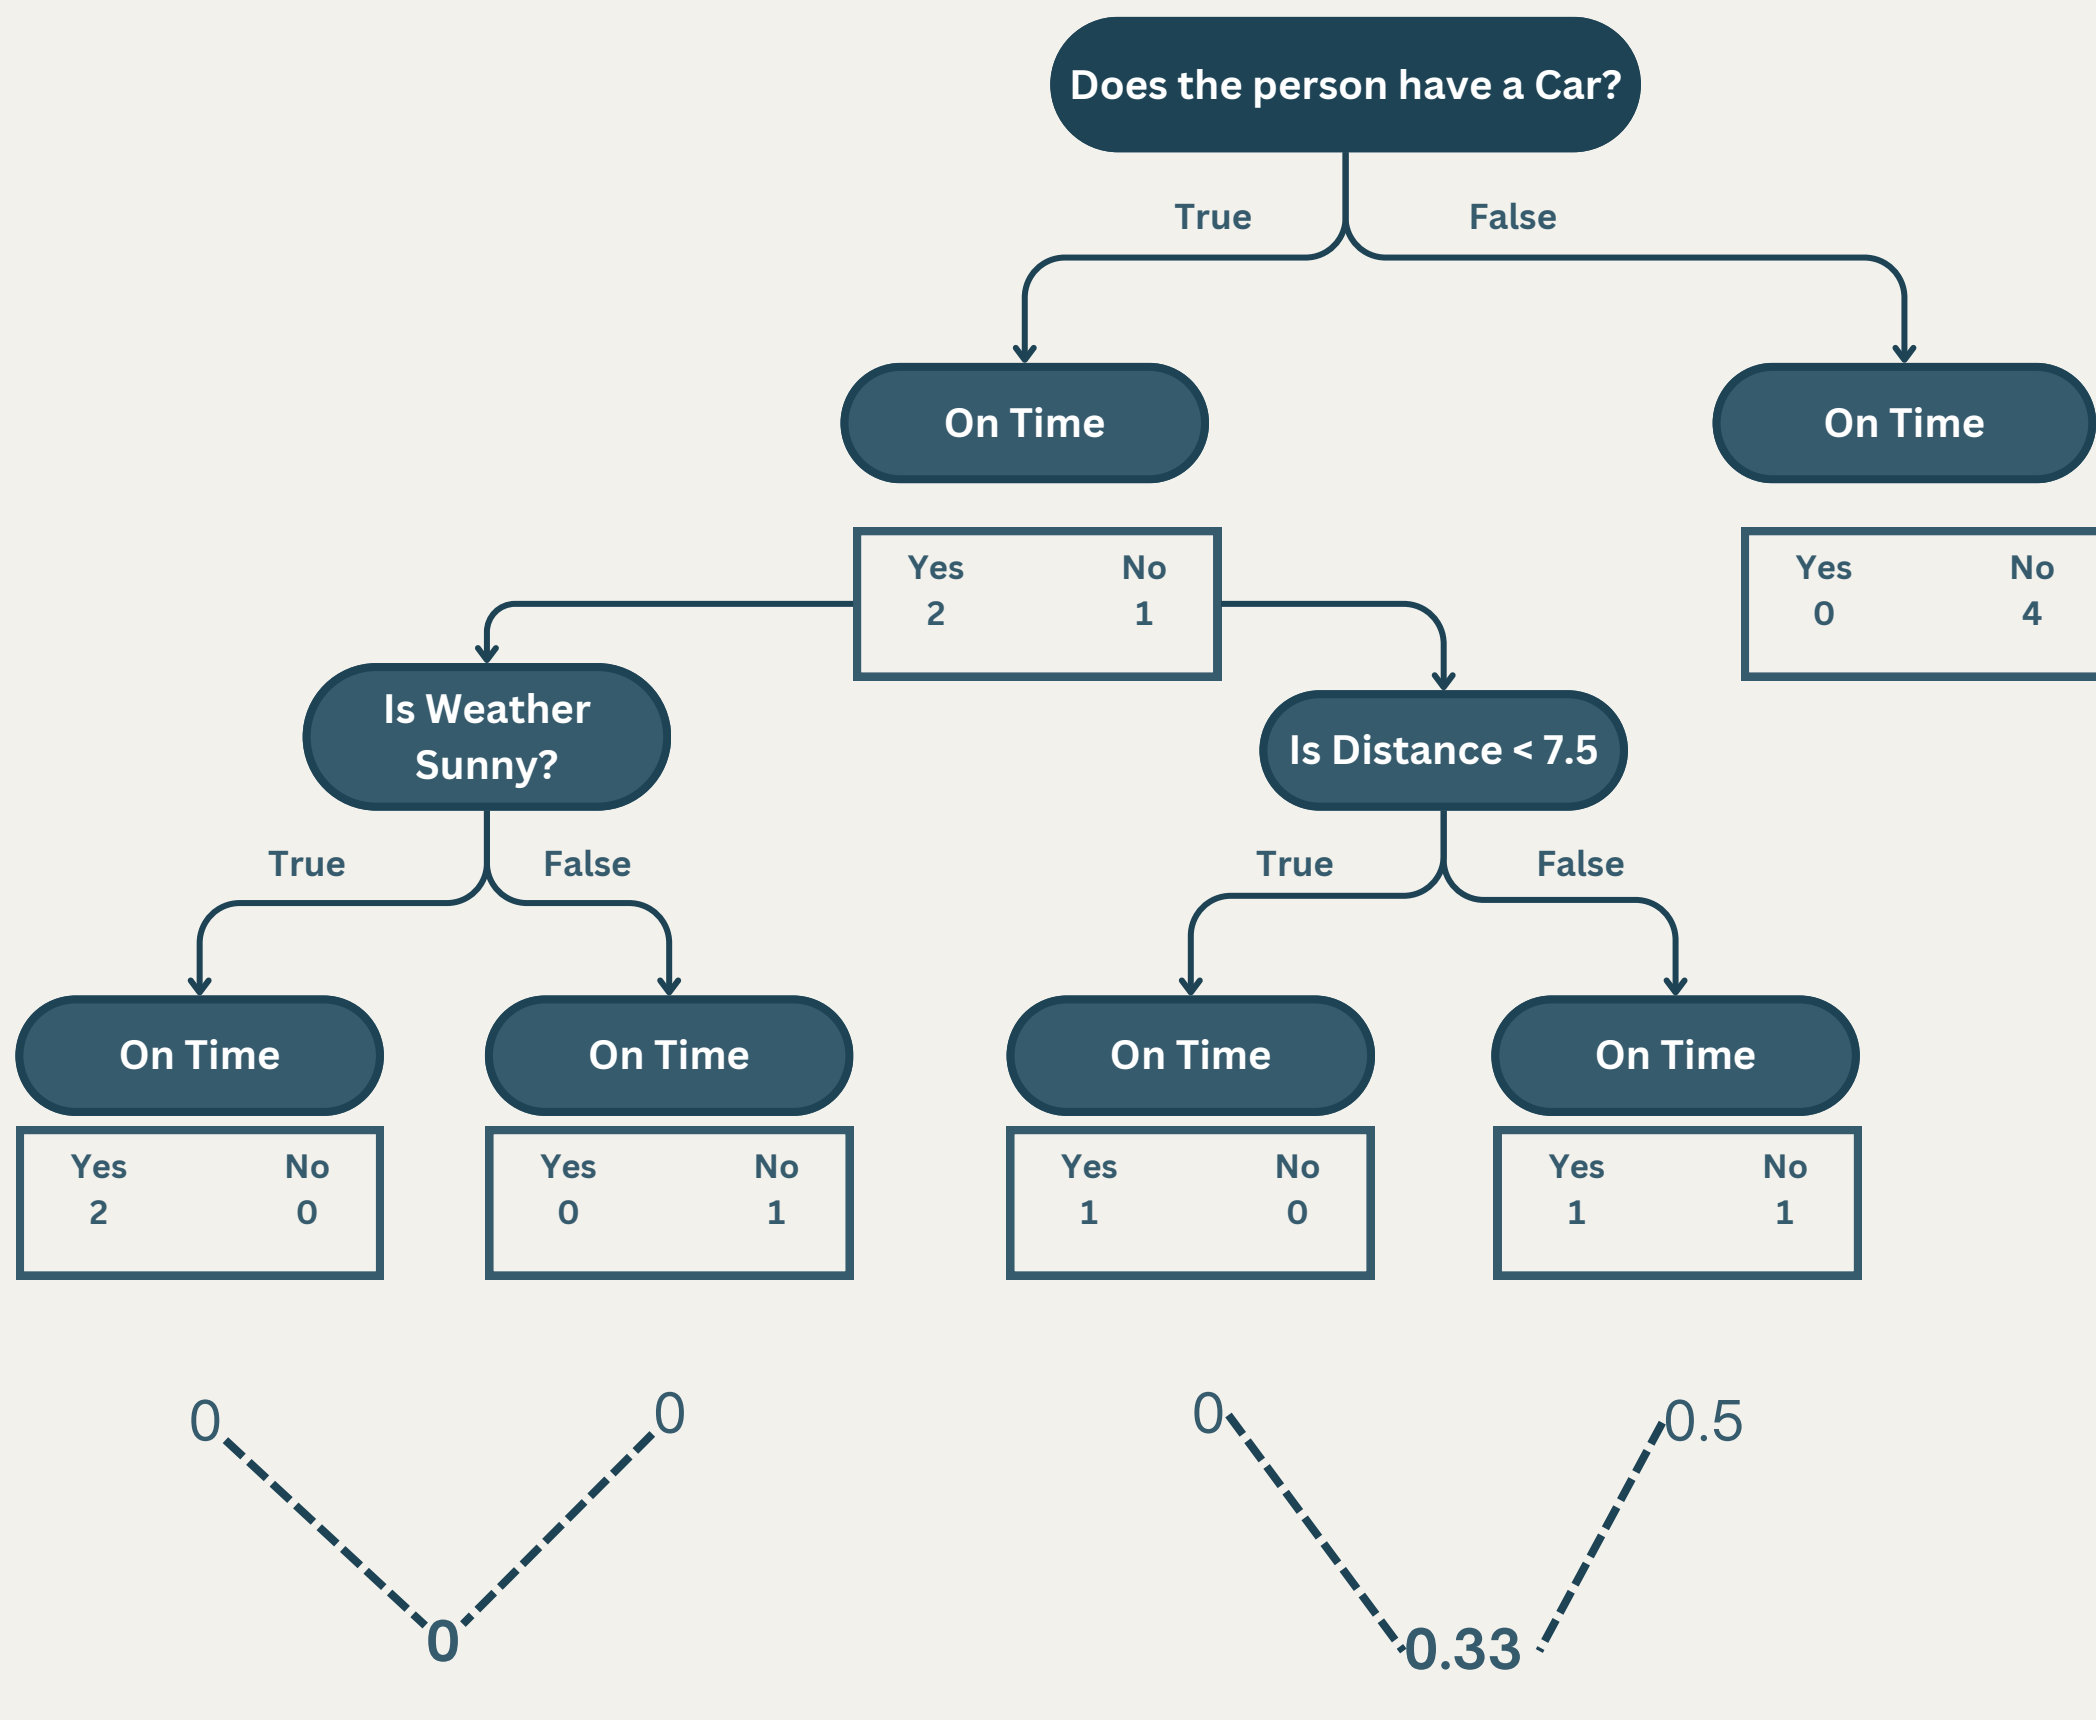 Does the person have a Car?
True
False
On Time
On Time
Yes No
2 1
Yes No
0 4
Is Weather
Sunny?
Is Distance < 7.5
True
False
True
False
On Time
On Time
On Time
On Time
Yes No
2 0
Yes No
0 1
Yes No
1 0
Yes No
1 1
0
0
0
0.5
0
0.33